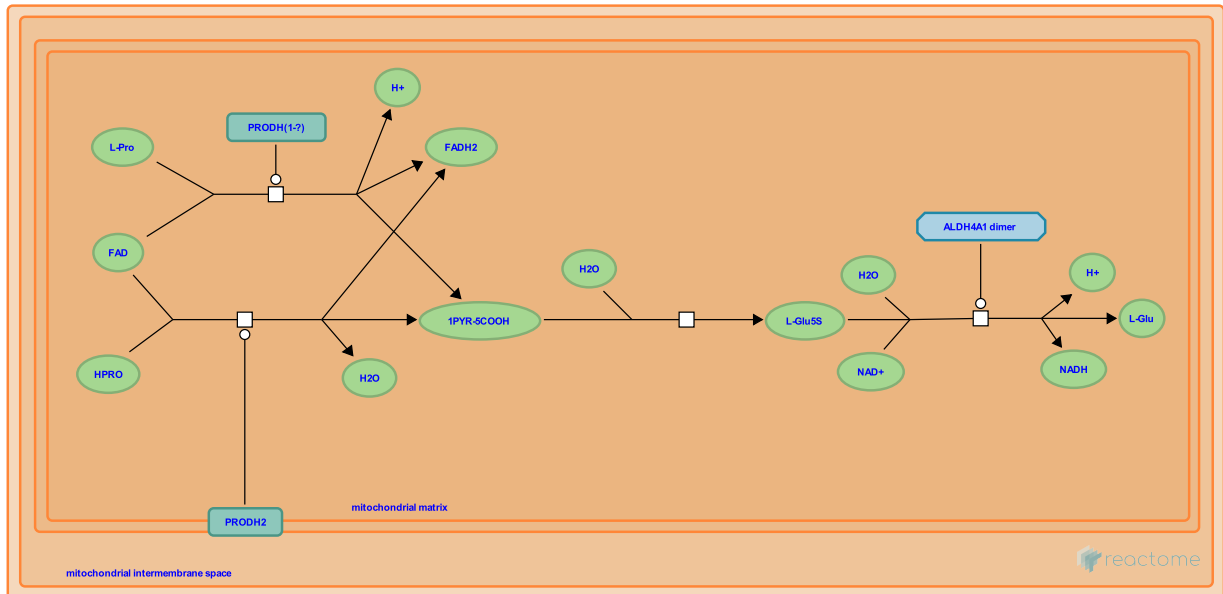 H+
PRODH(1-?)
L-Pro
FADH2
FAD
ALDH4A1 dimer
H2O
H2O
H+
1PYR-5COOH
L-Glu5S
L-Glu
HPRO
H2O
NAD+
NADH
mitochondrial matrix
PRODH2
reactome
mitochondrial intermembrane space